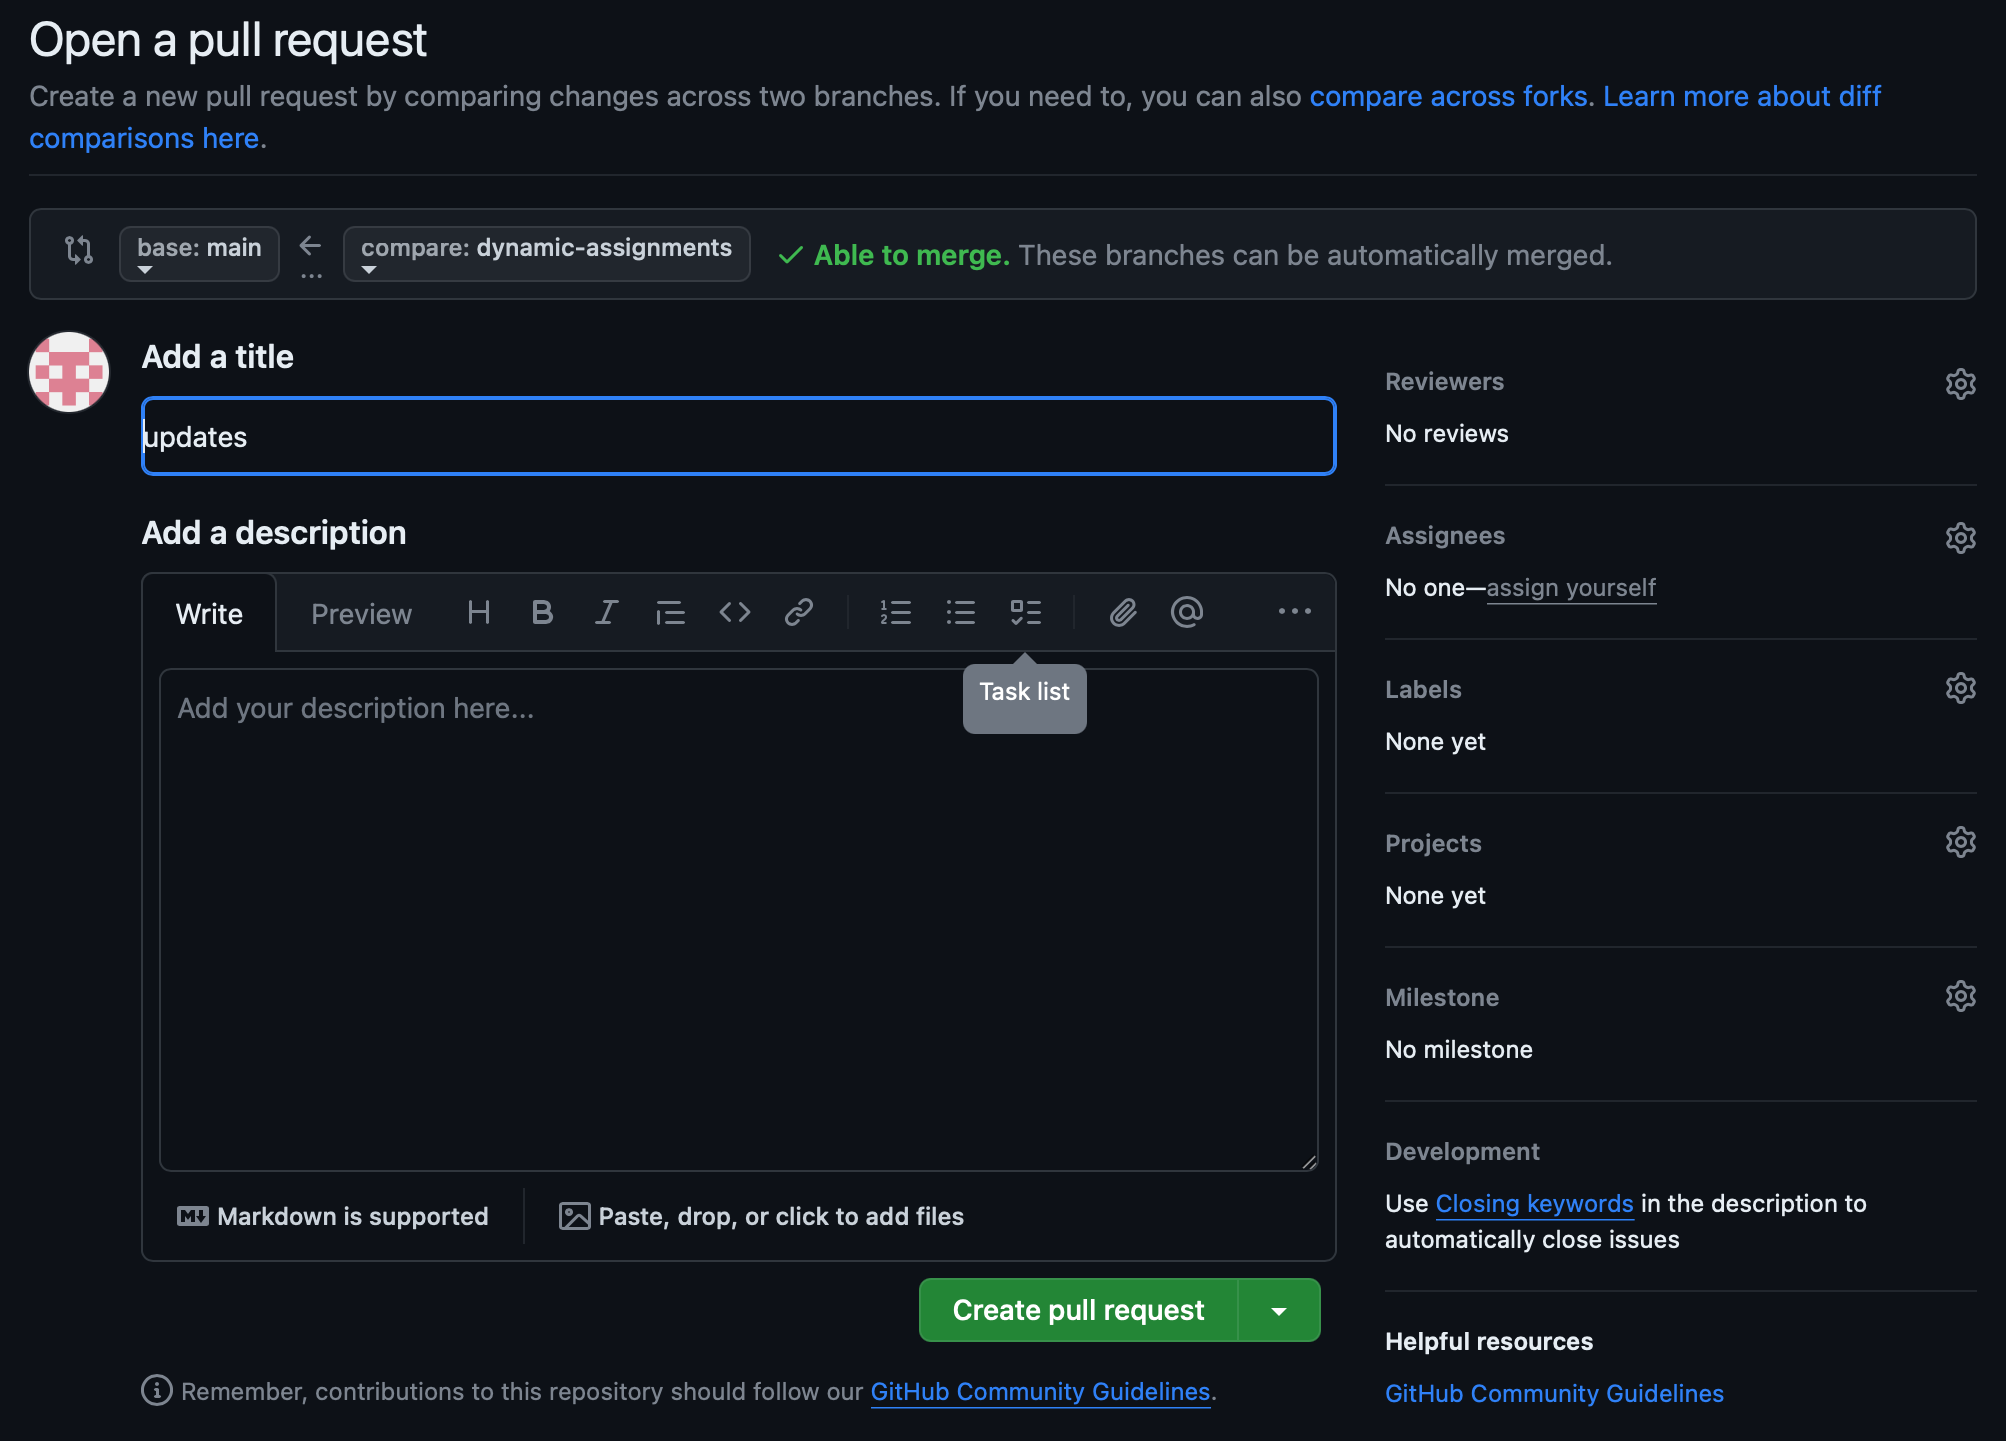 Open a pull request
Create a new pull request by comparing changes across two branches. If you need to, you can also compare across forks. Learn more about diff
comparisons here.
base: main
compare: dynamic-assignments
Able to merge. These branches can be automatically merged.
Add a title
updates
Add a description
Write
Preview
Task list
Add your description here...
Markdown is supported
Paste, drop, or click to add files
Create pull request
Remember, contributions to this repository should follow our GitHub Community Guidelines.
Reviewers
No reviews
Assignees
No one—assign yourself
Labels
None yet
Projects
None yet
Milestone
No milestone
Development
Use Closing keywords in the description to
automatically close issues
Helpful resources
GitHub Community Guidelines